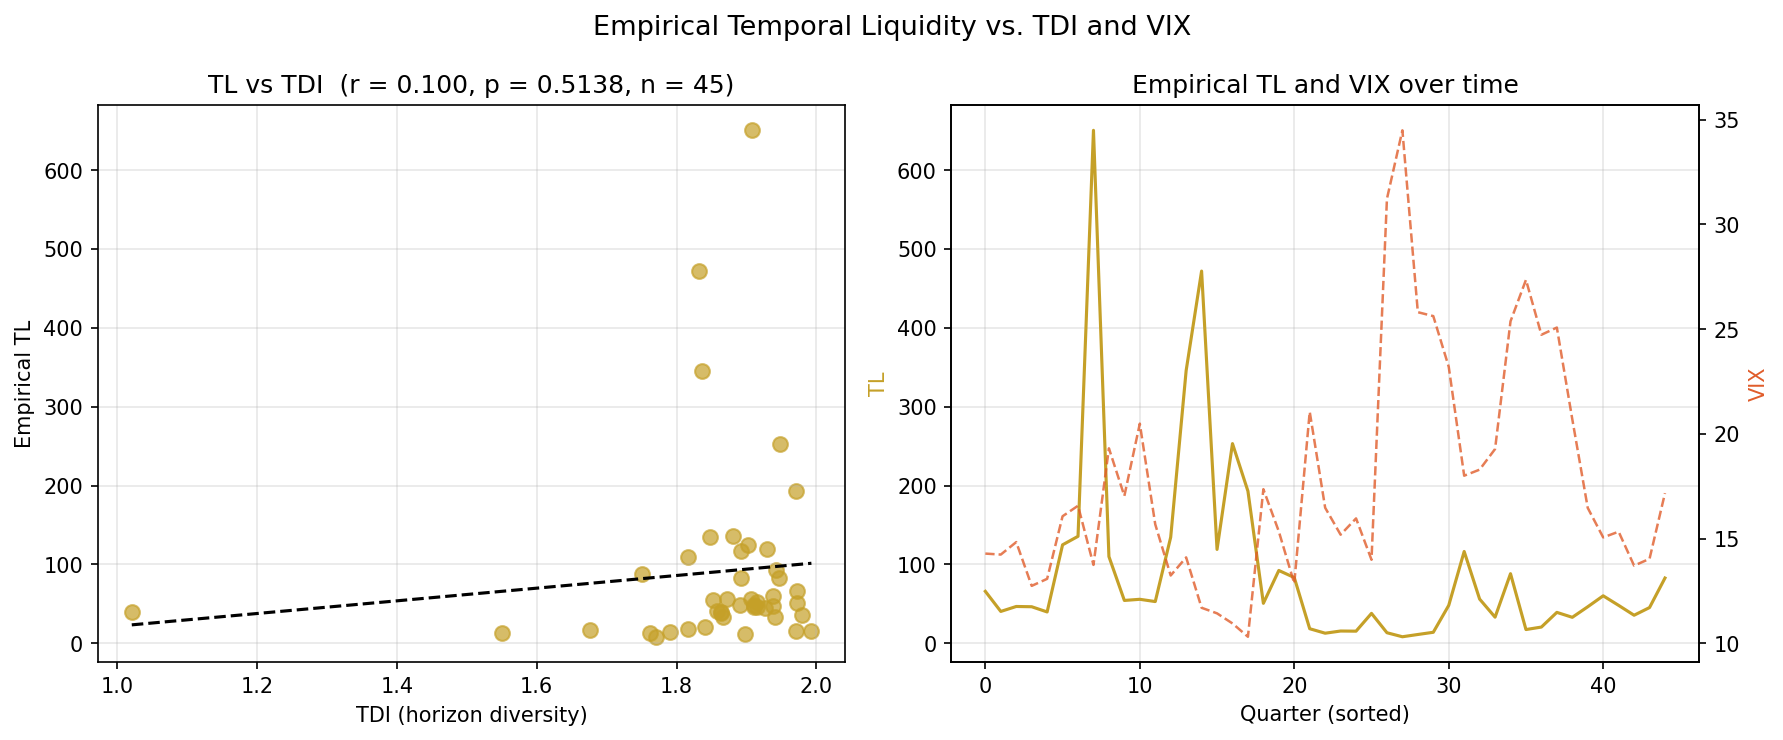 Empirical Temporal Liquidity vs. TDI and VIX
TL vs TDI  (r = 0.100, p = 0.5138, n = 45)
600
500
400
300
200
100
0
Empirical TL
1.0 1.2 1.4 1.6 1.8 2.0
TDI (horizon diversity)
Empirical TL and VIX over time
600
500
400
300
200
100
0
TL
35
30
25
20
15
10
VIX
0 10 20 30 40
Quarter (sorted)